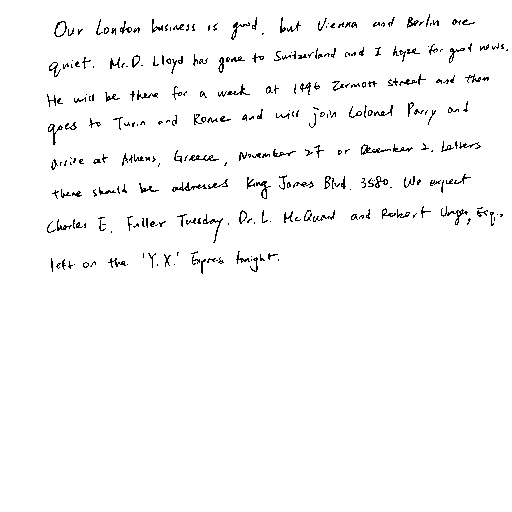 Our London business is good, but Vienna and Berlin are
quiet. Mr. D. Lloyd has gone to Switzerland and I hope for good news.
He will be there for a week at 1496 Zermott street and then
goes to Turin and Rome and will join Colonel Parry and
arrive at Athens, Greece, November 27 or December 2. Letters
there should be addressed King James Blvd. 3580. We expect
Charles E. Fuller Tuesday. Dr. L. McQuaid and Robert Unger, Esq.,
left on the 'Y.X.' Express tonight.